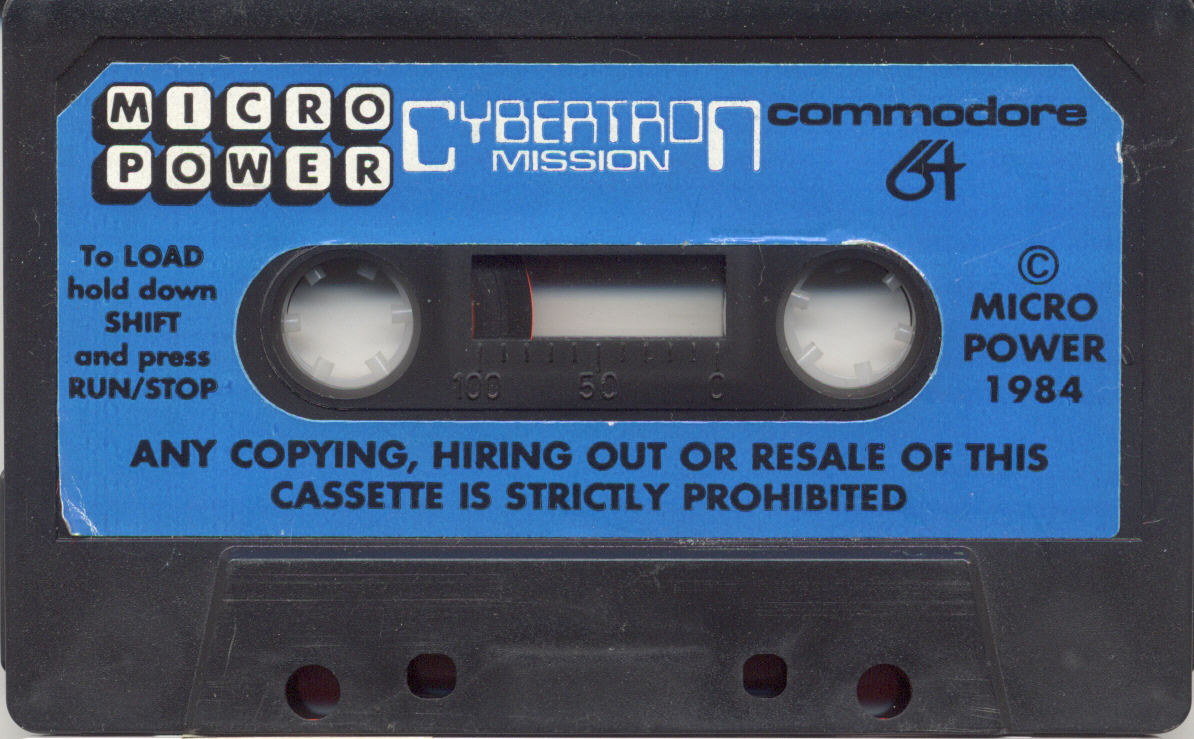 MICRO
POWER
CYBERTRON
MISSION
commodore
64
To LOAD
hold down
SHIFT
and press
RUN/STOP
100 50 0
©
MICRO
POWER
1984
ANY COPYING, HIRING OUT OR RESALE OF THIS
CASSETTE IS STRICTLY PROHIBITED